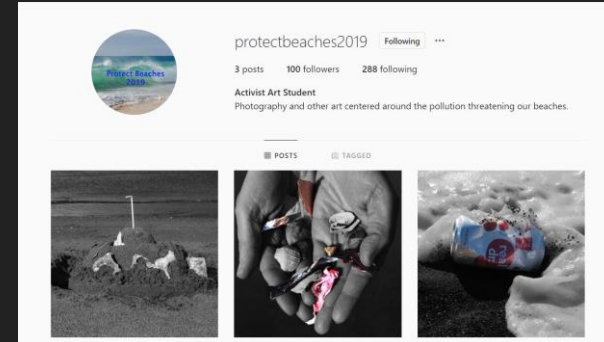 protectbeaches2019 Following •••
3 posts 100 followers 288 following
Activist Art Student
Photography and other art centered around the pollution threatening our beaches.
Protect Beaches
2019
POSTS TAGGED